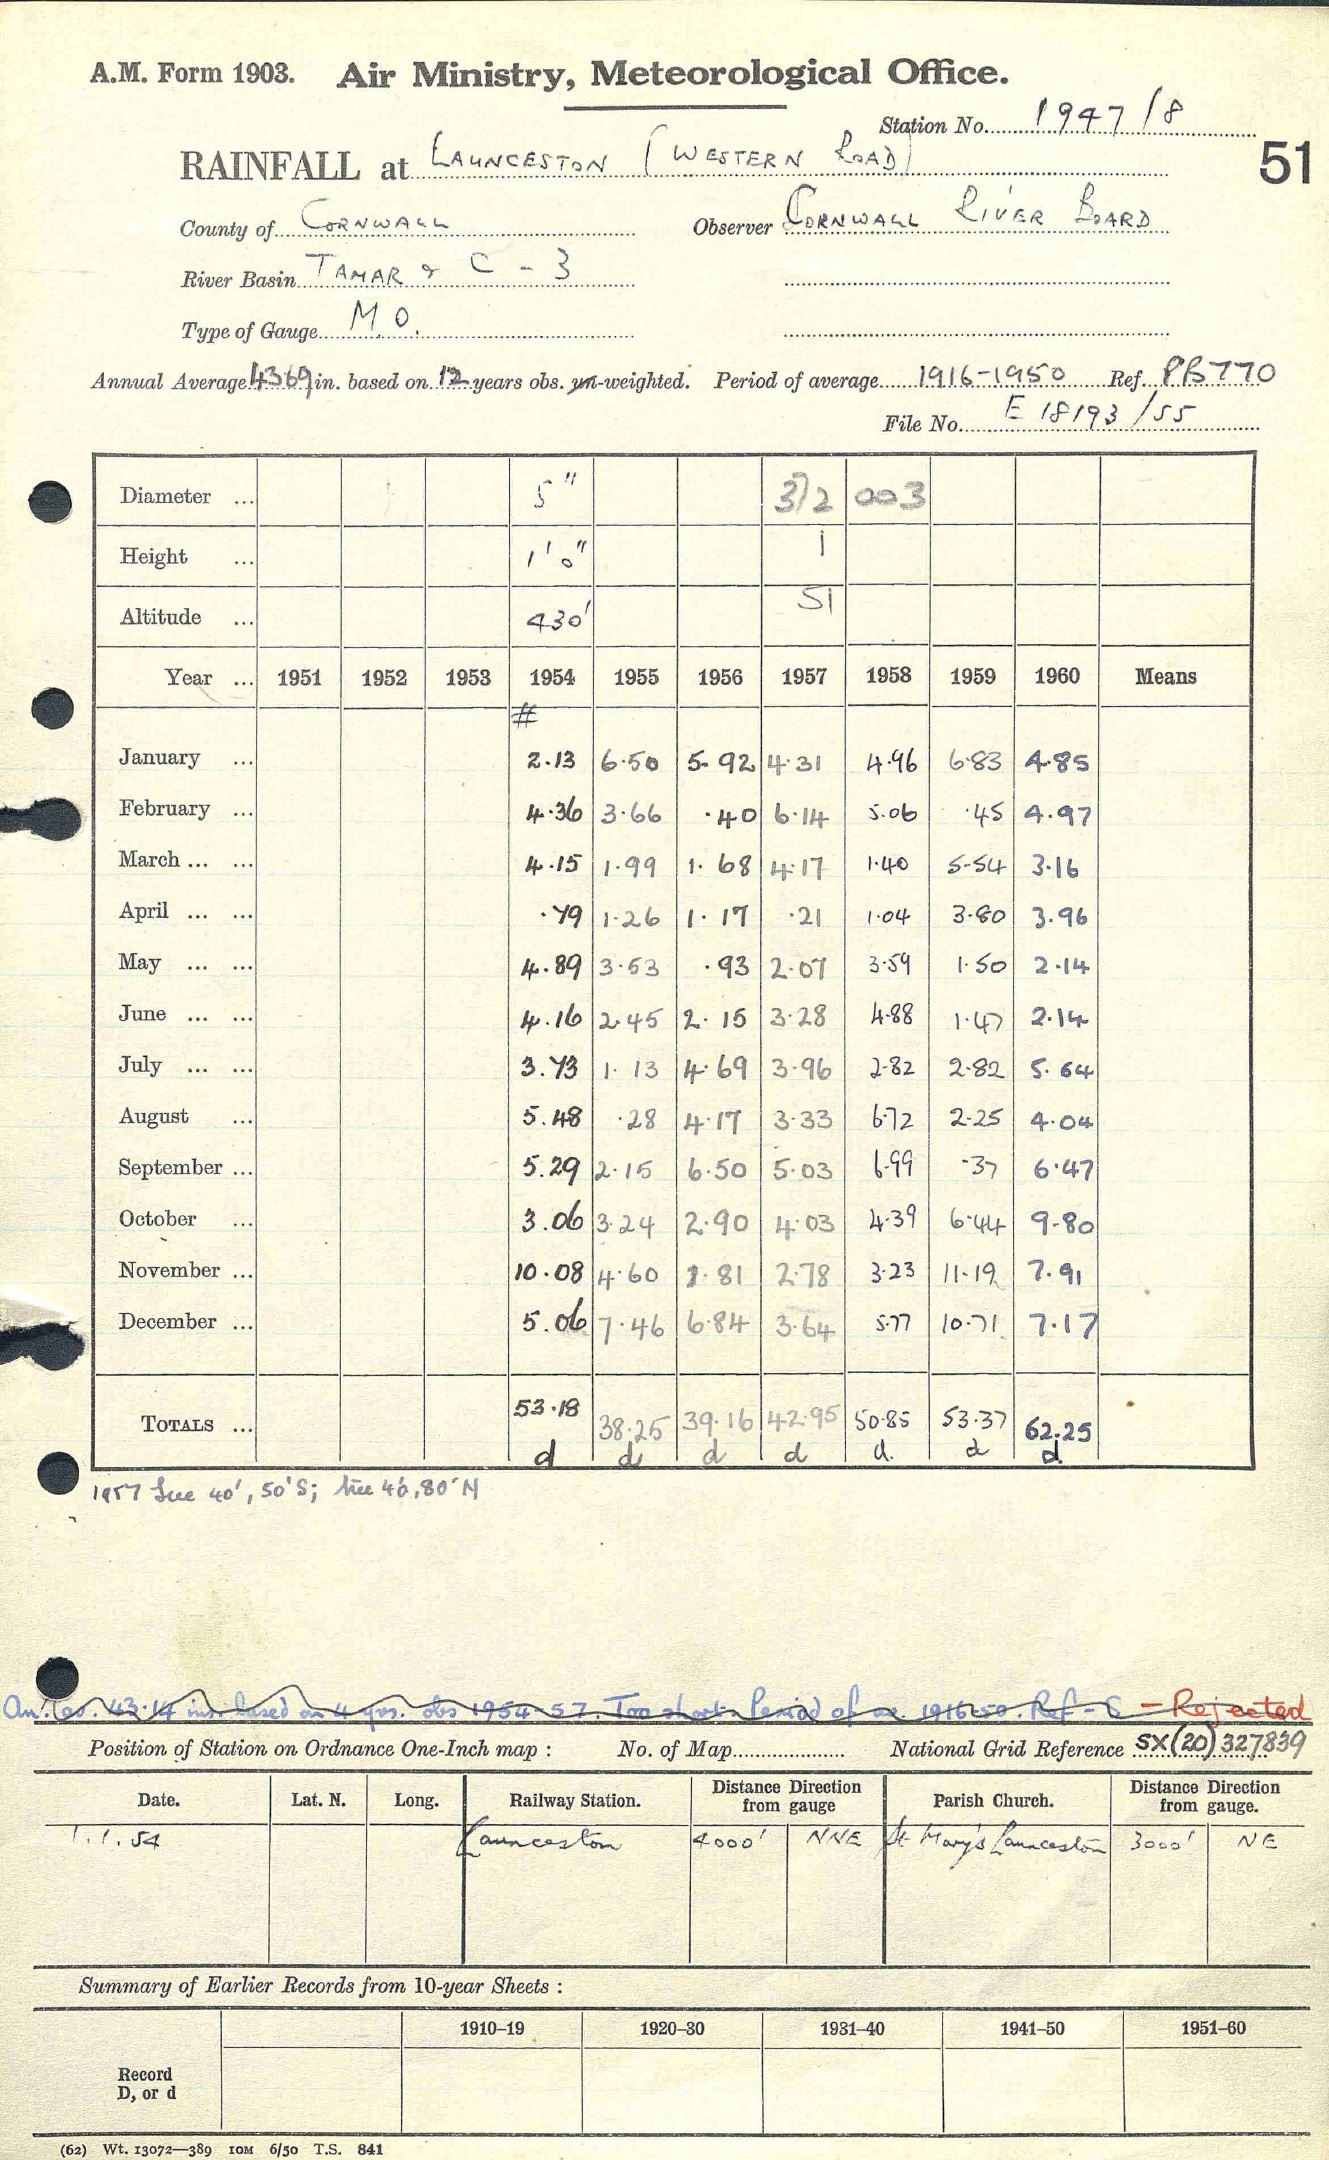 A.M. Form 1903. Air Ministry, Meteorological Office.
Station No. 1947/8
51
RAINFALL at LAUNCESTON (WESTERN ROAD)
County of CORNWALL Observer CORNWALL RIVER BOARD
River Basin TAMAR & C - 3
Type of Gauge M.O.
Annual Average 43.69 in. based on 12 years obs. un-weighted. Period of average 1916-1950 Ref. PB770
File No. E 18193/55
Diameter ... 5" 3)2 003
Height ... 1' 0" 1
Altitude ... 430' 51
Year ... 1951 1952 1953 1954 1955 1956 1957 1958 1959 1960 Means
#
January ... 2.13 6.50 5.92 4.31 4.96 6.83 4.85
February ... 4.36 3.66 .40 6.14 5.06 .45 4.97
March ... ... 4.15 1.99 1.68 4.17 1.40 5.54 3.16
April ... ... .79 1.26 1.17 .21 1.04 3.80 3.96
May ... ... 4.89 3.53 .93 2.07 3.59 1.50 2.14
June ... ... 4.16 2.45 2.15 3.28 4.88 1.47 2.14
July ... ... 3.73 1.13 4.69 3.96 2.82 2.82 5.64
August ... 5.48 .28 4.17 3.33 6.72 2.25 4.04
September ... 5.29 2.15 6.50 5.03 6.99 .37 6.47
October ... 3.06 3.24 2.90 4.03 4.39 6.44 9.80
November ... 10.08 4.60 1.81 2.78 3.23 11.19 7.91
December ... 5.06 7.46 6.84 3.64 5.77 10.71 7.17
TOTALS ... 53.18 38.25 39.16 42.95 50.85 53.37 62.25
d d d d d. d d
1957 Tree 40', 50'S; tree 40', 80'N
An. av. 43.14 ins. based on 4 yrs. obs 1954-57. Too short. Period of av. 1916-50. Ref - S - Rejected
Position of Station on Ordnance One-Inch map : No. of Map National Grid Reference SX(20)327839
Date. Lat. N. Long. Railway Station. Distance Direction from gauge Parish Church. Distance Direction from gauge.
1.1.54 Launceston 4000' NNE St Mary's Launceston 3000' NE
Summary of Earlier Records from 10-year Sheets :
1910–19 1920–30 1931–40 1941–50 1951–60
Record
D, or d
(62) Wt. 13072—389 10M 6/50 T.S. 841